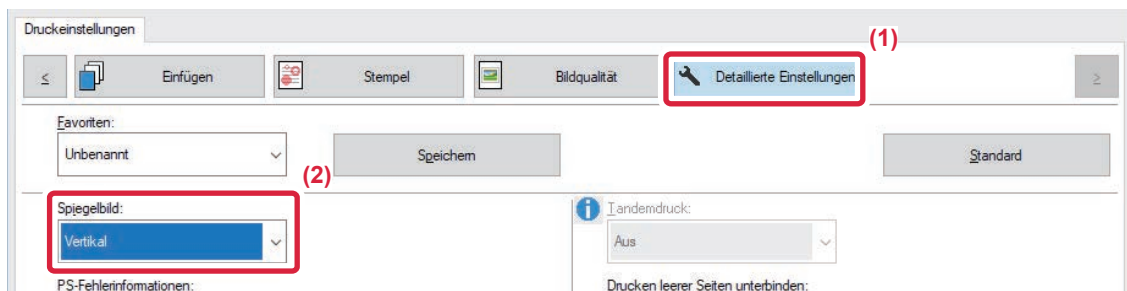 Druckeinstellungen
(1)
< Einfügen Stempel Bildqualität Detaillierte Einstellungen >
Favoriten:
Unbenannt Speichern Standard
(2)
Spiegelbild: Tandemdruck:
Vertikal Aus
PS-Fehlerinformationen: Drucken leerer Seiten unterbinden: